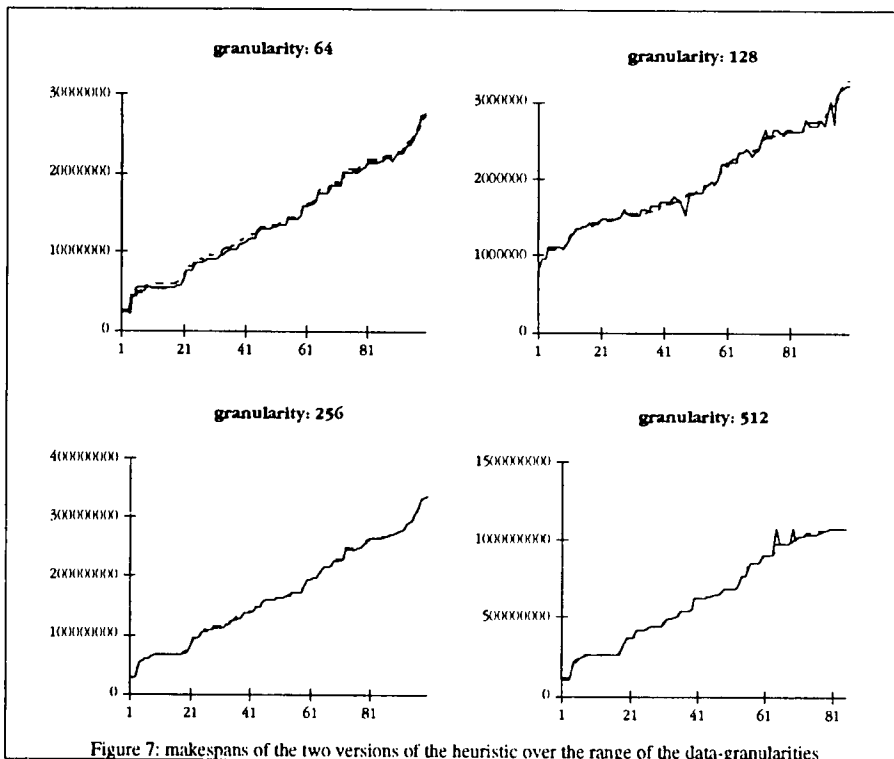 granularity: 64
30000000
20000000
10000000
0
1 21 41 61 81
granularity: 128
3000000
2000000
1000000
0
1 21 41 61 81
granularity: 256
400000000
300000000
200000000
100000000
0
1 21 41 61 81
granularity: 512
1500000000
1000000000
500000000
0
1 21 41 61 81
Figure 7: makespans of the two versions of the heuristic over the range of the data-granularities